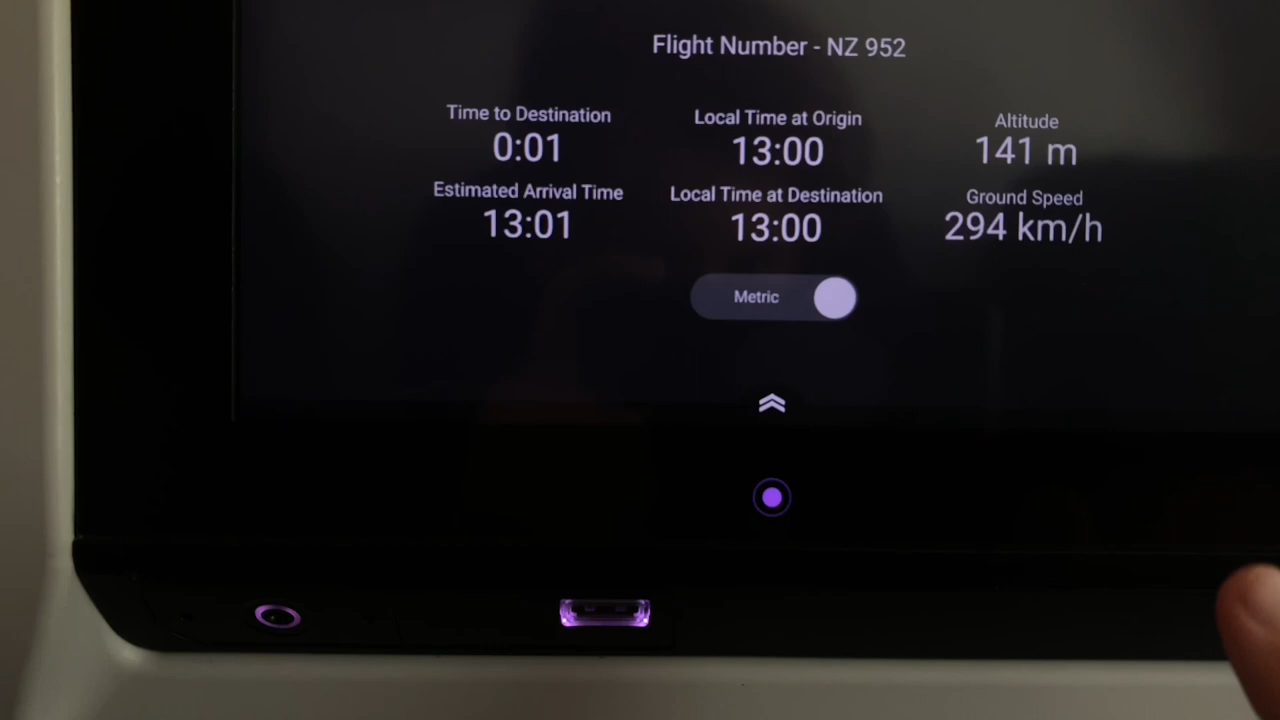 Flight Number - NZ 952
Time to Destination
0:01
Local Time at Origin
13:00
Altitude
141 m
Estimated Arrival Time
13:01
Local Time at Destination
13:00
Ground Speed
294 km/h
Metric